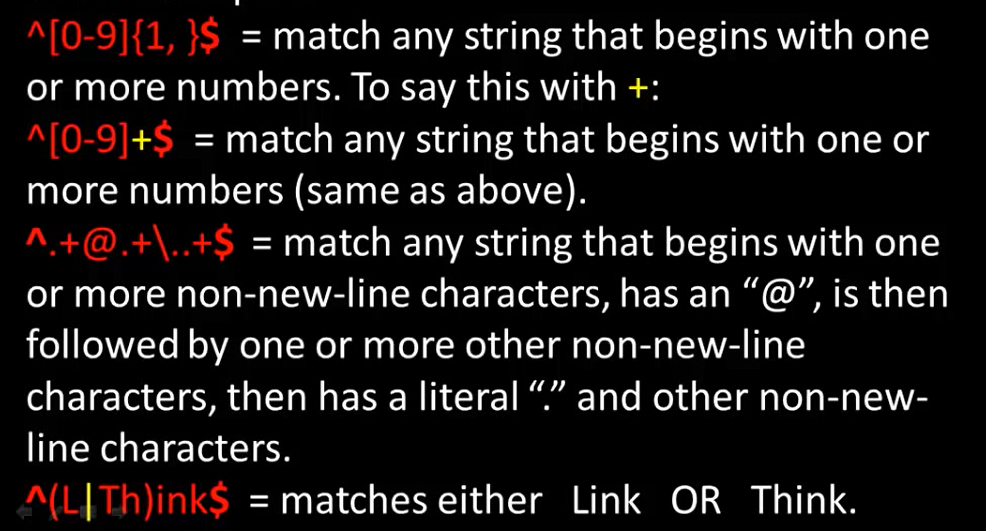 ^[0-9]{1, }$ = match any string that begins with one
or more numbers. To say this with +:
^[0-9]+$ = match any string that begins with one or
more numbers (same as above).
^.+@.+\..+$ = match any string that begins with one
or more non-new-line characters, has an “@”, is then
followed by one or more other non-new-line
characters, then has a literal “.” and other non-new-
line characters.
^(L|Th)ink$ = matches either Link OR Think.